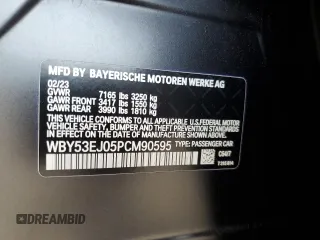 MFD BY BAYERISCHE MOTOREN WERKE AG
02/23
GVWR 7165 lbs 3250 kg
GAWR FRONT 3417 lbs 1550 kg
GAWR REAR 3990 lbs 1810 kg
THIS VEHICLE CONFORMS TO ALL APPLICABLE
FEDERAL MOTOR VEHICLE SAFETY, BUMPER
AND THEFT PREVENTION STANDARDS IN EFFECT
ON THE DATE OF MANUFACTURE SHOWN ABOVE.
WBY53EJ05PCM90595 TYPE: PASSENGER CAR
DREAMBID